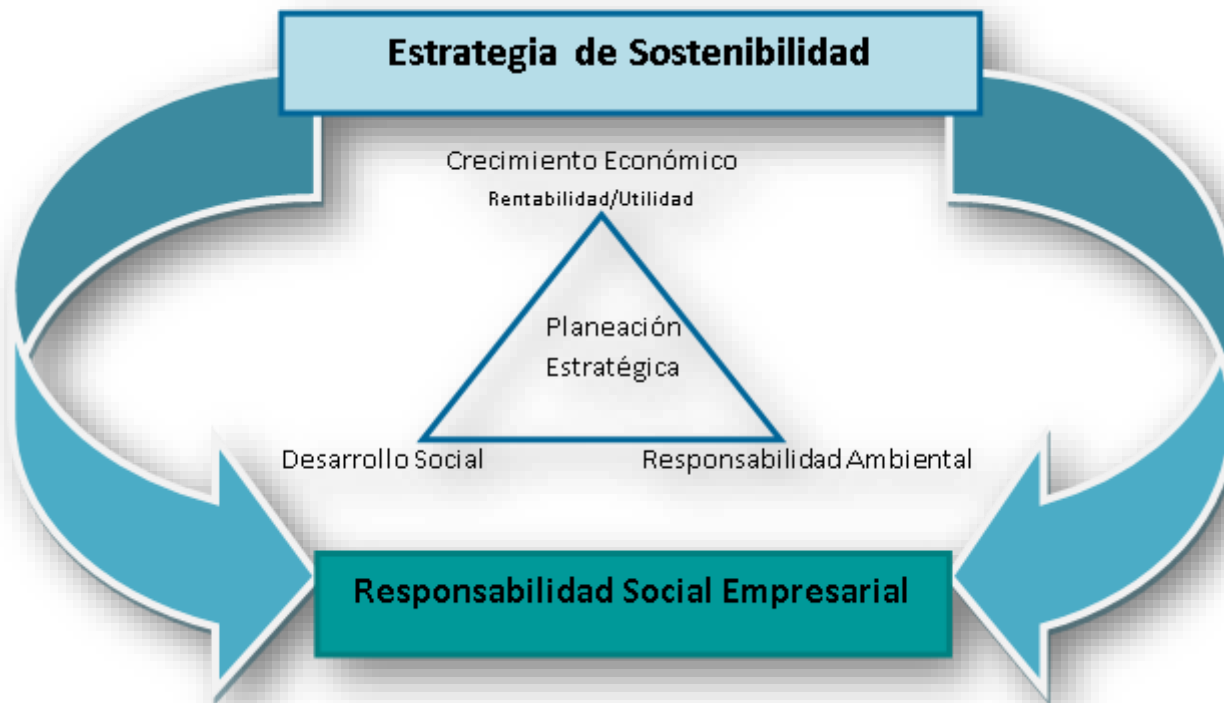 Estrategia de Sostenibilidad
Crecimiento Económico
Rentabilidad/Utilidad
Planeación
Estratégica
Desarrollo Social
Responsabilidad Ambiental
Responsabilidad Social Empresarial